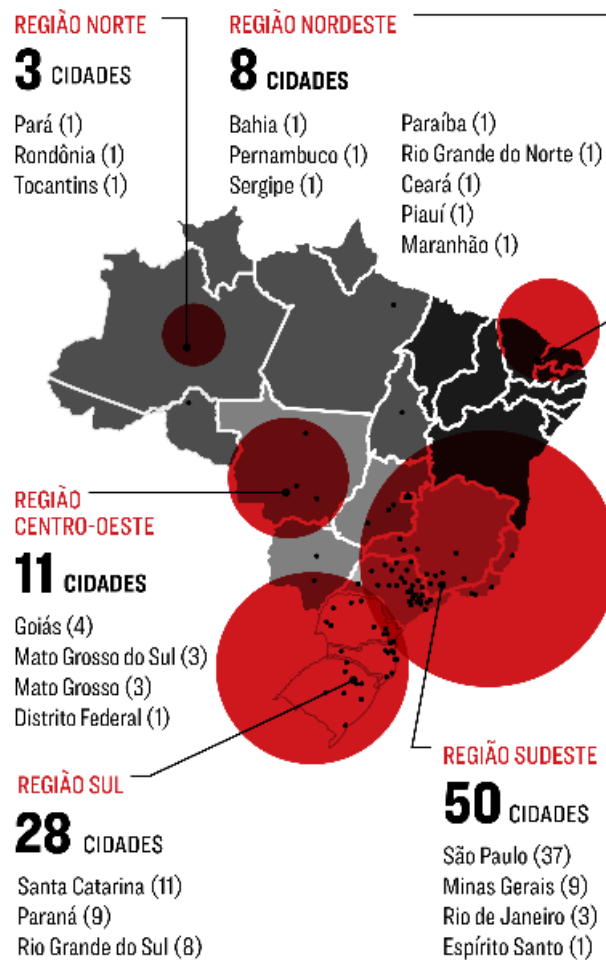 REGIÃO NORTE
3 CIDADES
Pará (1)
Rondônia (1)
Tocantins (1)
REGIÃO NORDESTE
8 CIDADES
Bahia (1)
Pernambuco (1)
Sergipe (1)
Paraíba (1)
Rio Grande do Norte (1)
Ceará (1)
Piauí (1)
Maranhão (1)
REGIÃO
CENTRO-OESTE
11 CIDADES
Goiás (4)
Mato Grosso do Sul (3)
Mato Grosso (3)
Distrito Federal (1)
REGIÃO SUL
28 CIDADES
Santa Catarina (11)
Paraná (9)
Rio Grande do Sul (8)
REGIÃO SUDESTE
50 CIDADES
São Paulo (37)
Minas Gerais (9)
Rio de Janeiro (3)
Espírito Santo (1)